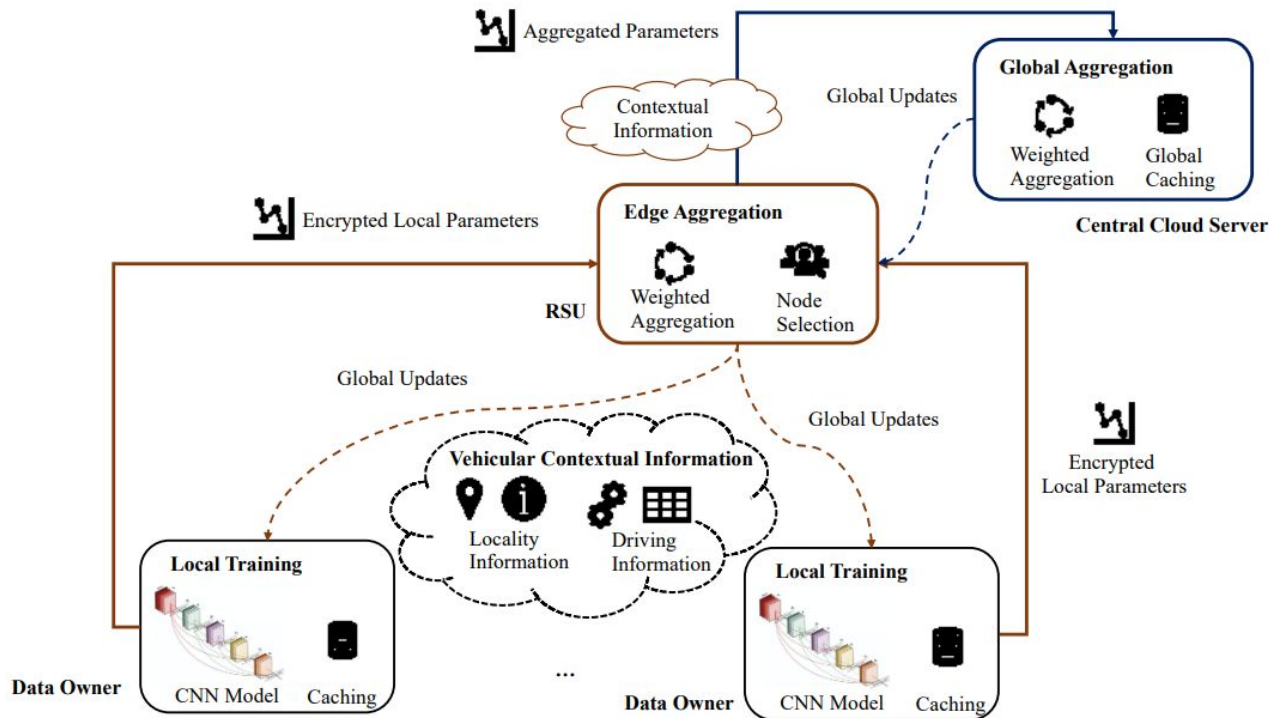 Aggregated Parameters
Contextual
Information
Global Updates
Global Aggregation
Weighted
Aggregation
Global
Caching
Central Cloud Server
Encrypted Local Parameters
Edge Aggregation
Weighted
Aggregation
Node
Selection
RSU
Global Updates
Global Updates
Encrypted
Local Parameters
Vehicular Contextual Information
Locality
Information
Driving
Information
Local Training
CNN Model
Caching
Data Owner
...
Local Training
CNN Model
Caching
Data Owner